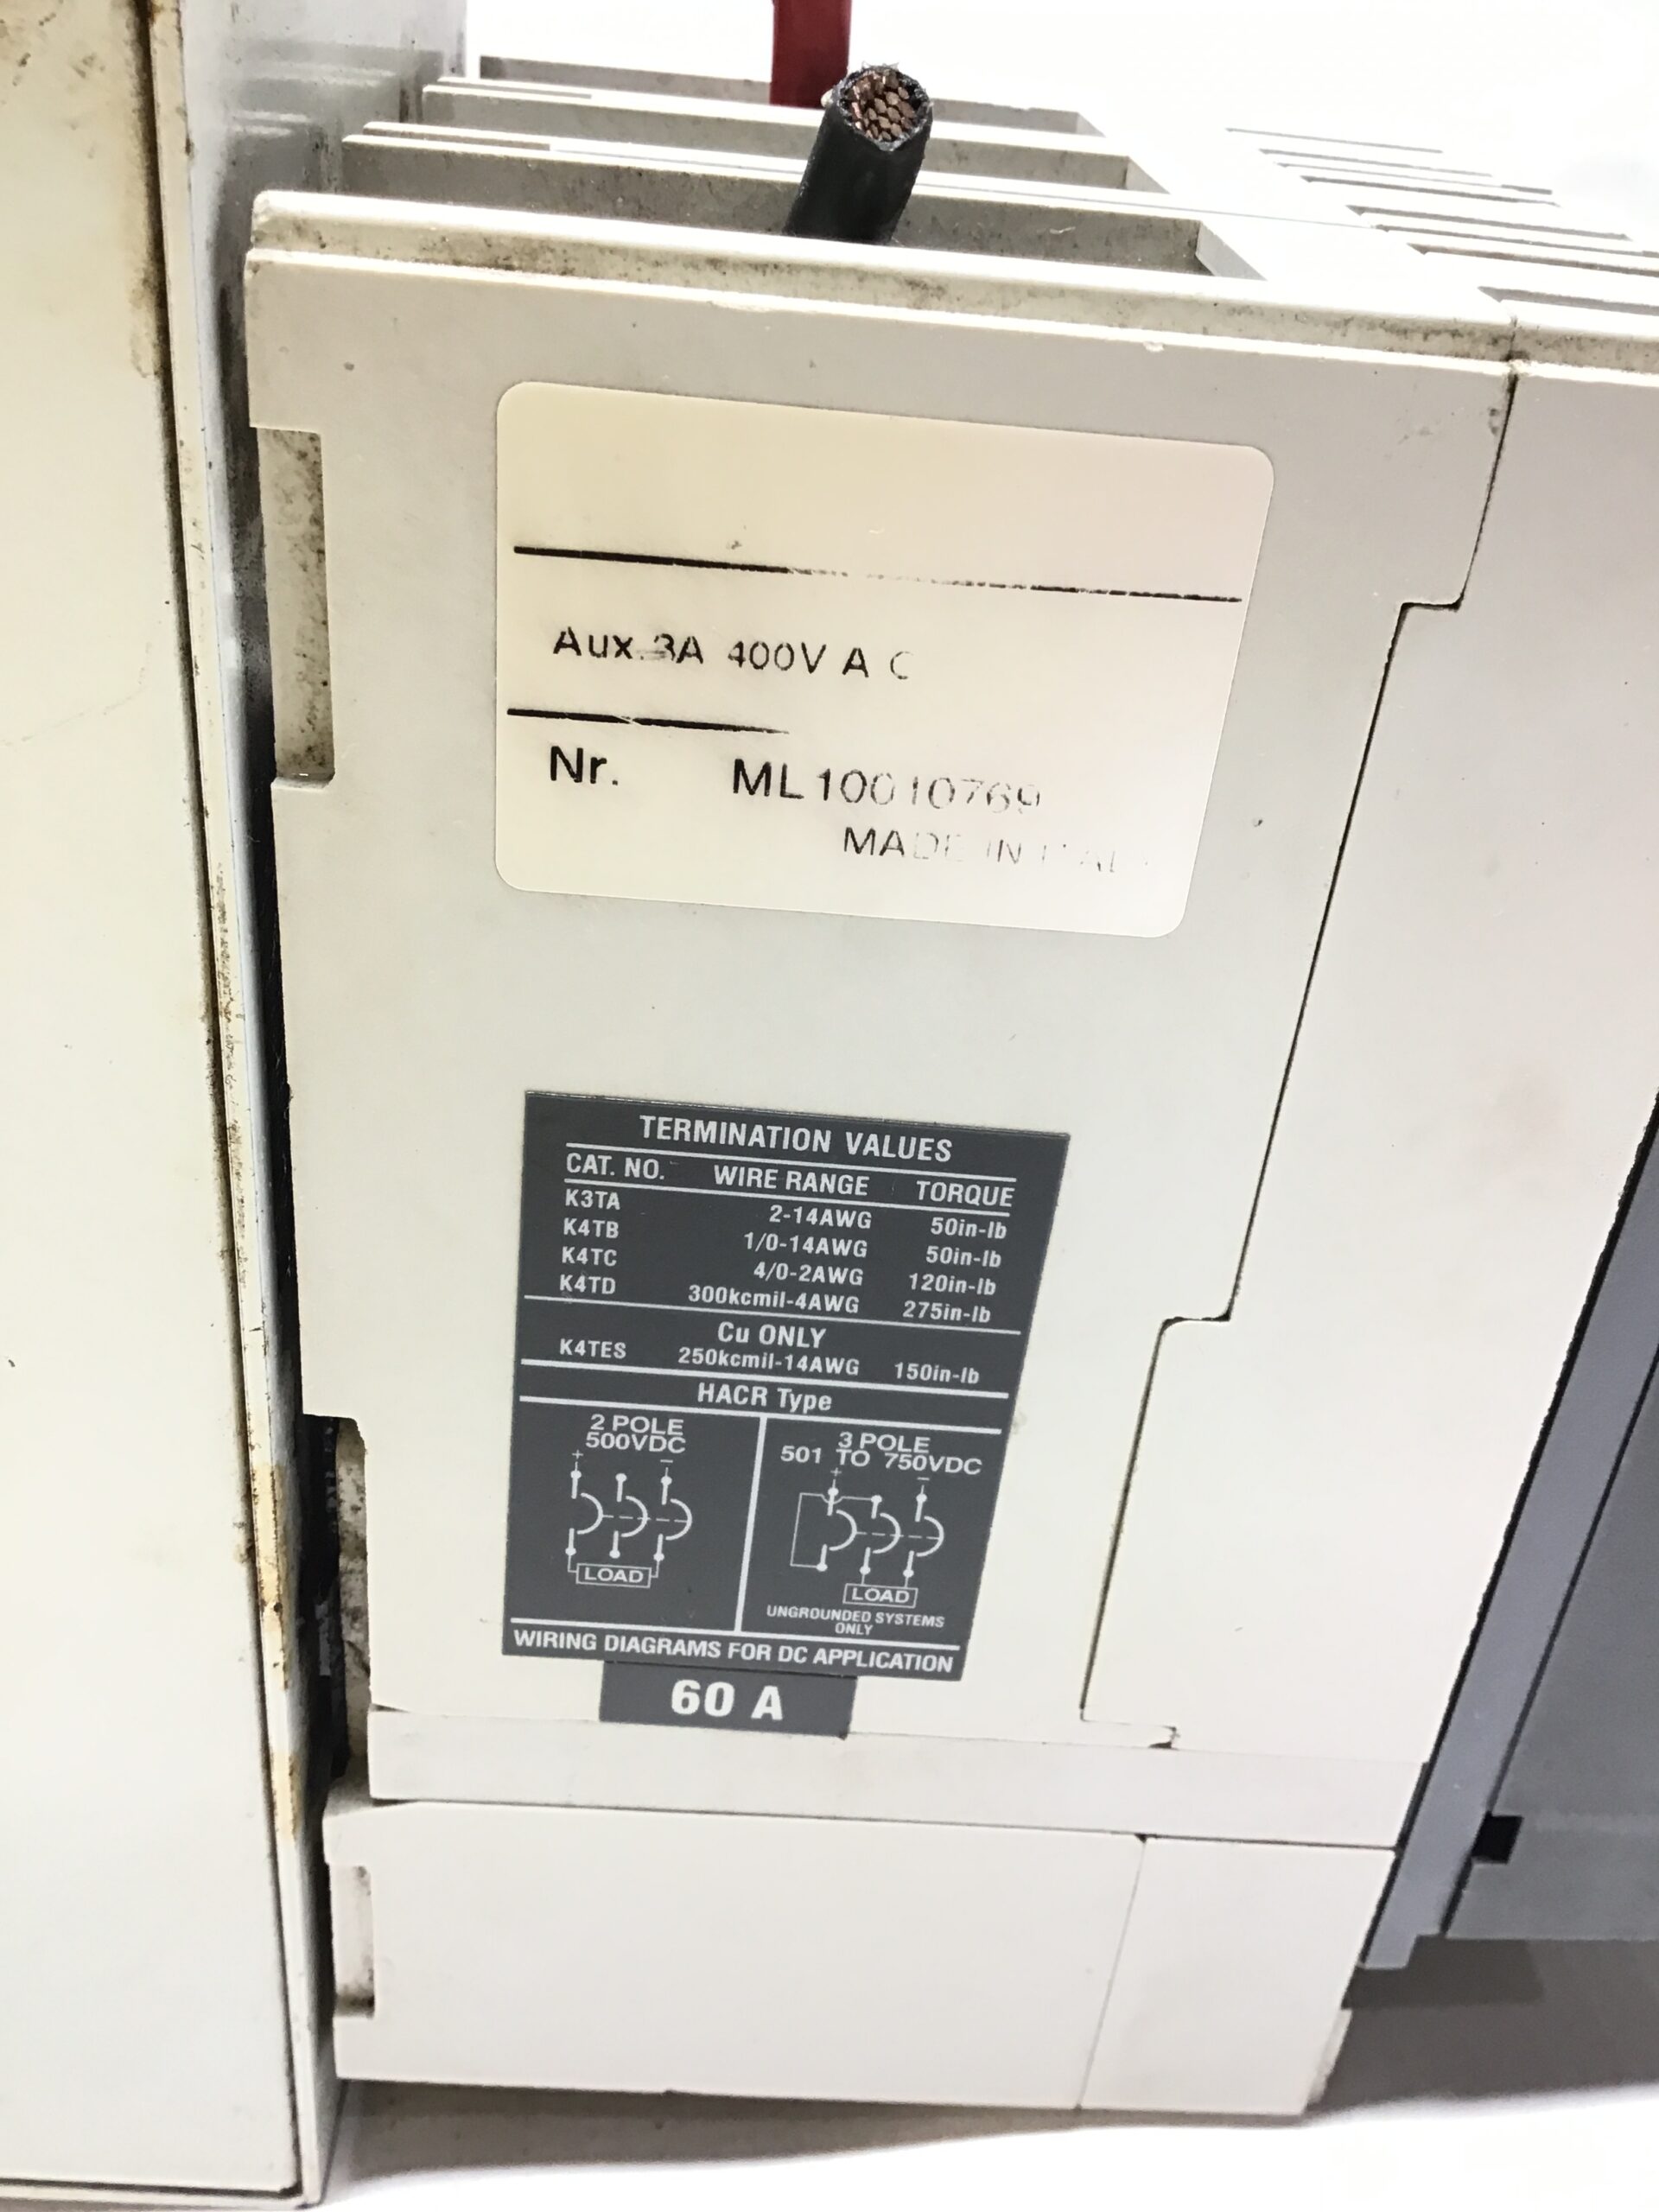 Aux. 3A 400V A C
Nr. ML10010769
MADE IN
TERMINATION VALUES
CAT. NO. WIRE RANGE TORQUE
K3TA 2-14AWG 50in-lb
K4TB 1/0-14AWG 50in-lb
K4TC 4/0-2AWG 120in-lb
K4TD 300kcmil-4AWG 275in-lb
Cu ONLY
K4TES 250kcmil-14AWG 150in-lb
HACR Type
2 POLE
500VDC
+ −
LOAD
3 POLE
501 TO 750VDC
+ −
LOAD
UNGROUNDED SYSTEMS
ONLY
WIRING DIAGRAMS FOR DC APPLICATION
60 A